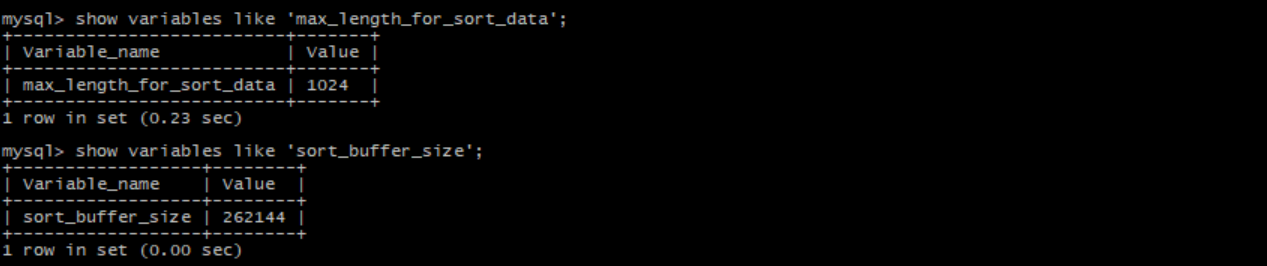 mysql> show variables like 'max_length_for_sort_data';
+--------------------------+-------+
| Variable_name            | Value |
+--------------------------+-------+
| max_length_for_sort_data | 1024  |
+--------------------------+-------+
1 row in set (0.23 sec)
mysql> show variables like 'sort_buffer_size';
+------------------+--------+
| Variable_name    | Value  |
+------------------+--------+
| sort_buffer_size | 262144 |
+------------------+--------+
1 row in set (0.00 sec)